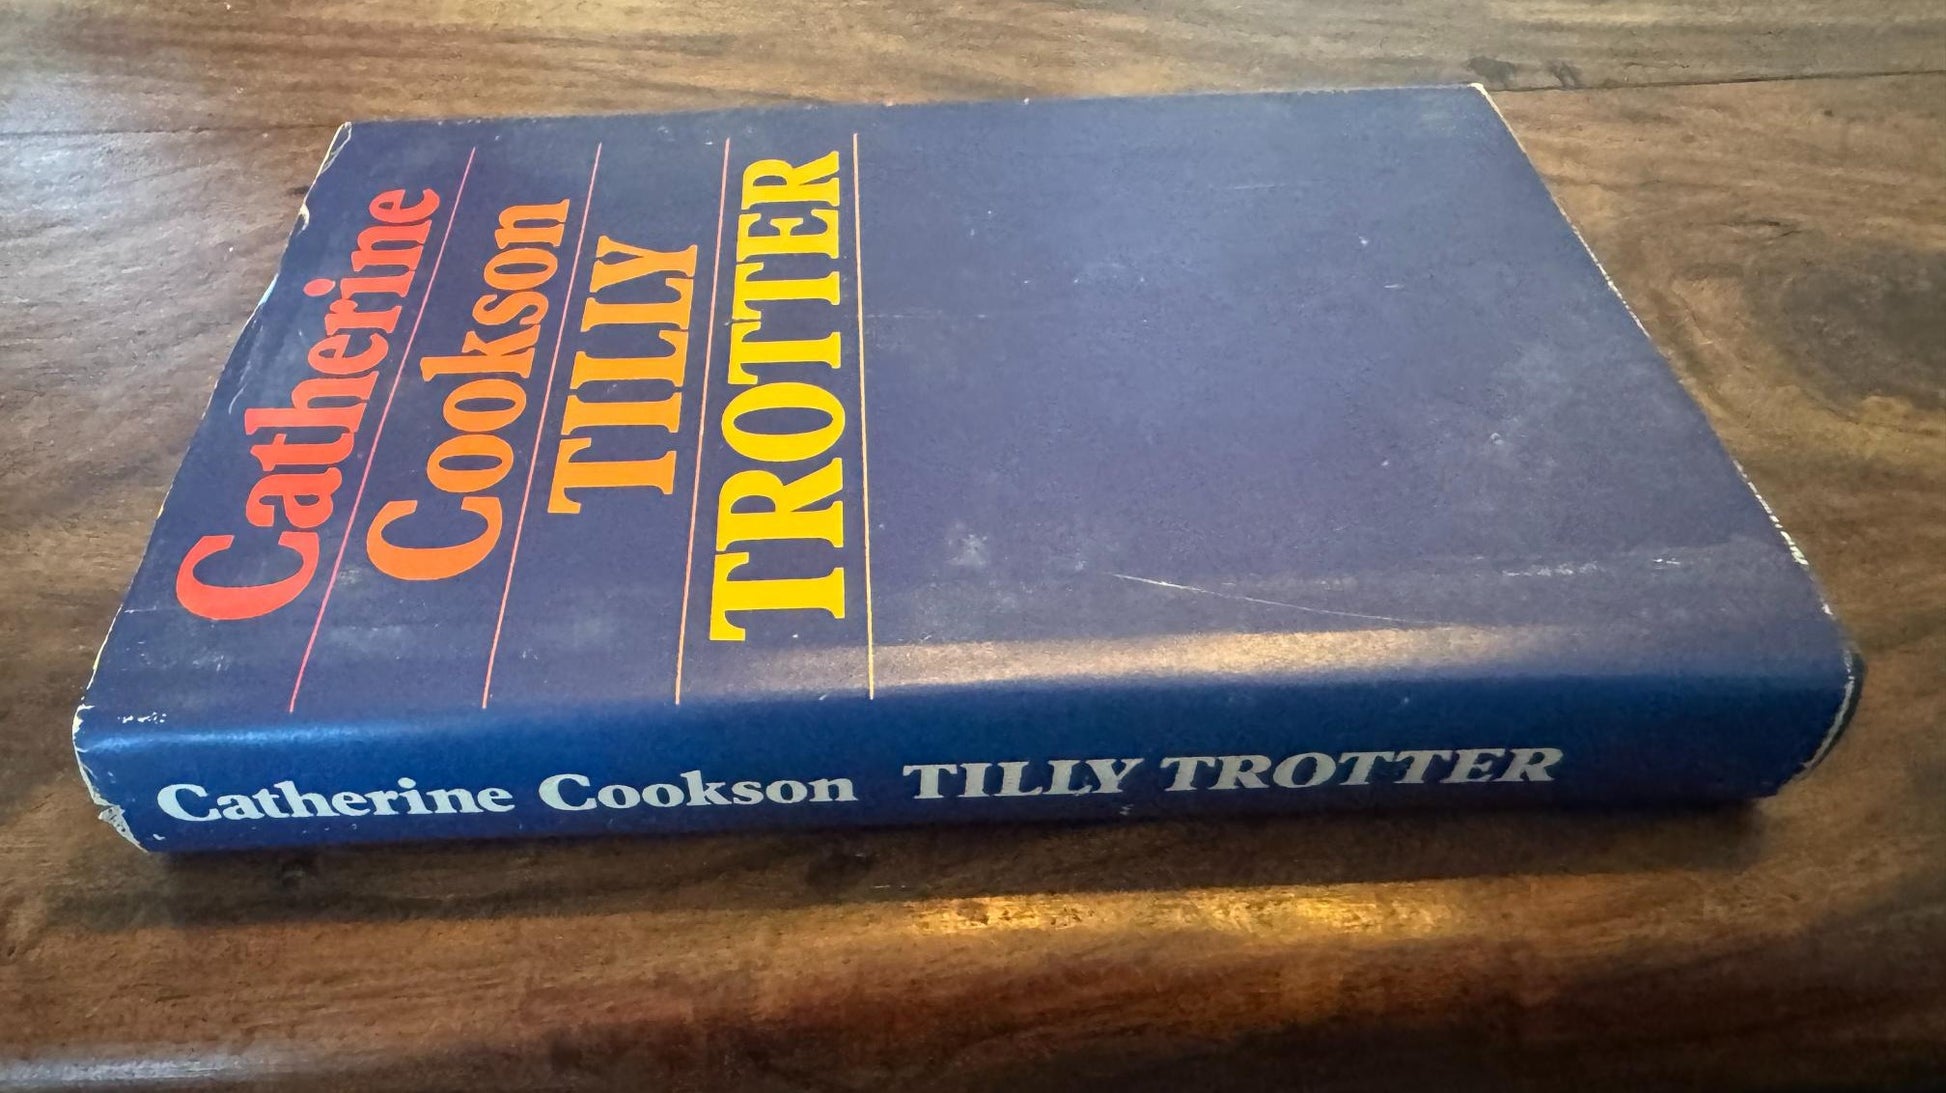 Catherine
Cookson
TILLY
TROTTER
Catherine Cookson TILLY TROTTER